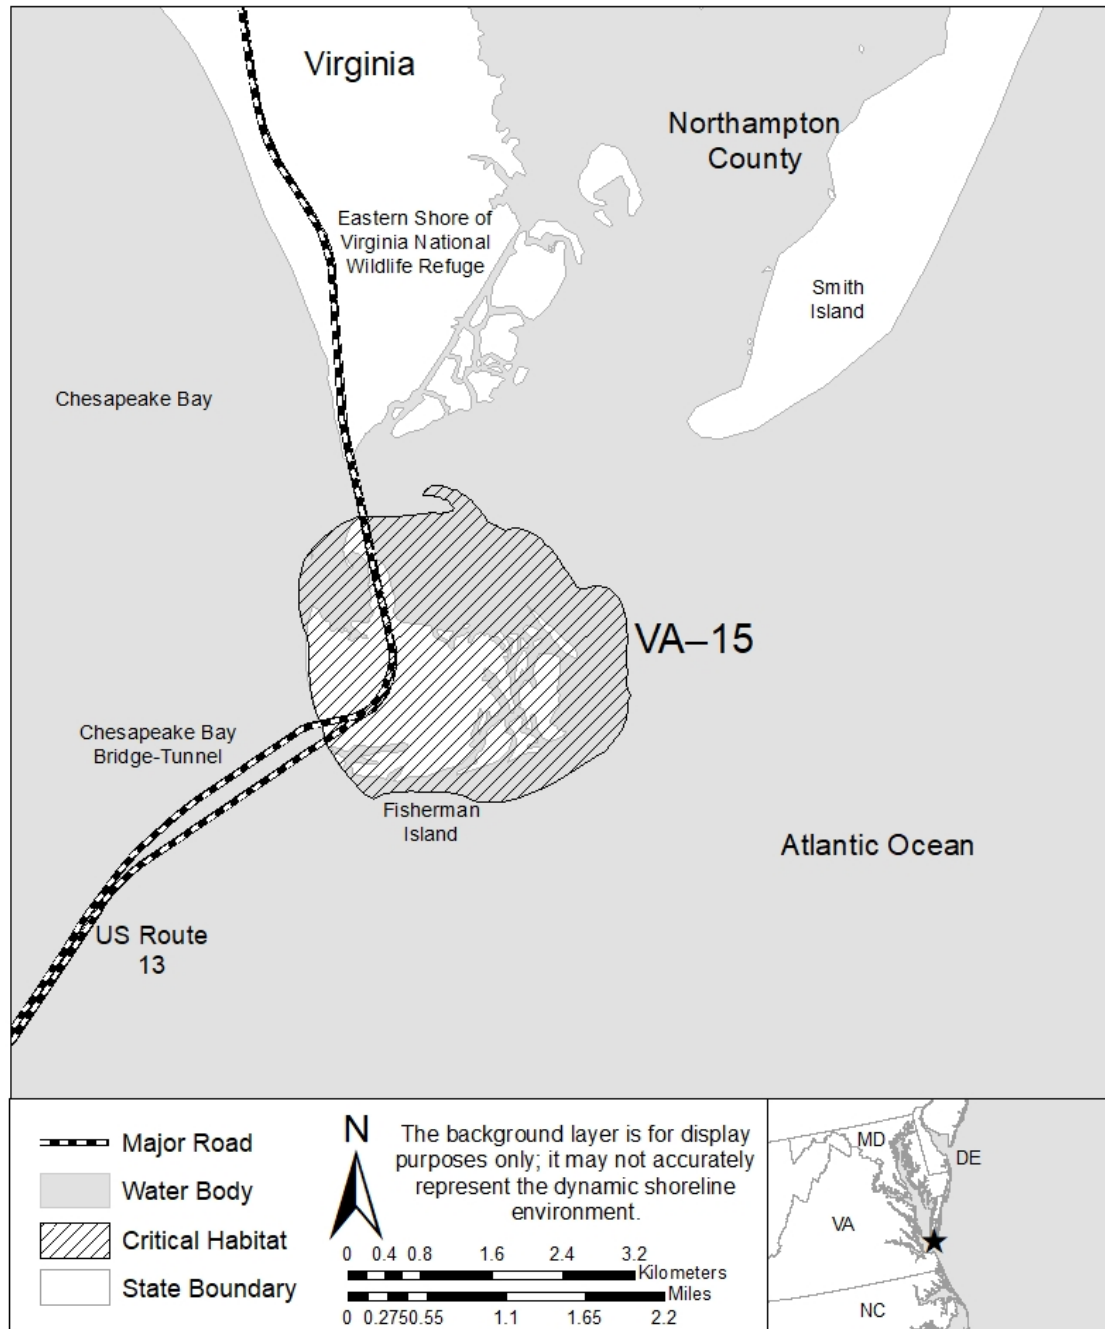 Virginia
Northampton
County
Eastern Shore of
Virginia National
Wildlife Refuge
Smith
Island
Chesapeake Bay
VA–15
Chesapeake Bay
Bridge-Tunnel
Fisherman
Island
Atlantic Ocean
US Route
13
Major Road
Water Body
Critical Habitat
State Boundary
N
The background layer is for display
purposes only; it may not accurately
represent the dynamic shoreline
environment.
0 0.4 0.8 1.6 2.4 3.2
Kilometers
Miles
0 0.275 0.55 1.1 1.65 2.2
MD
DE
VA
NC